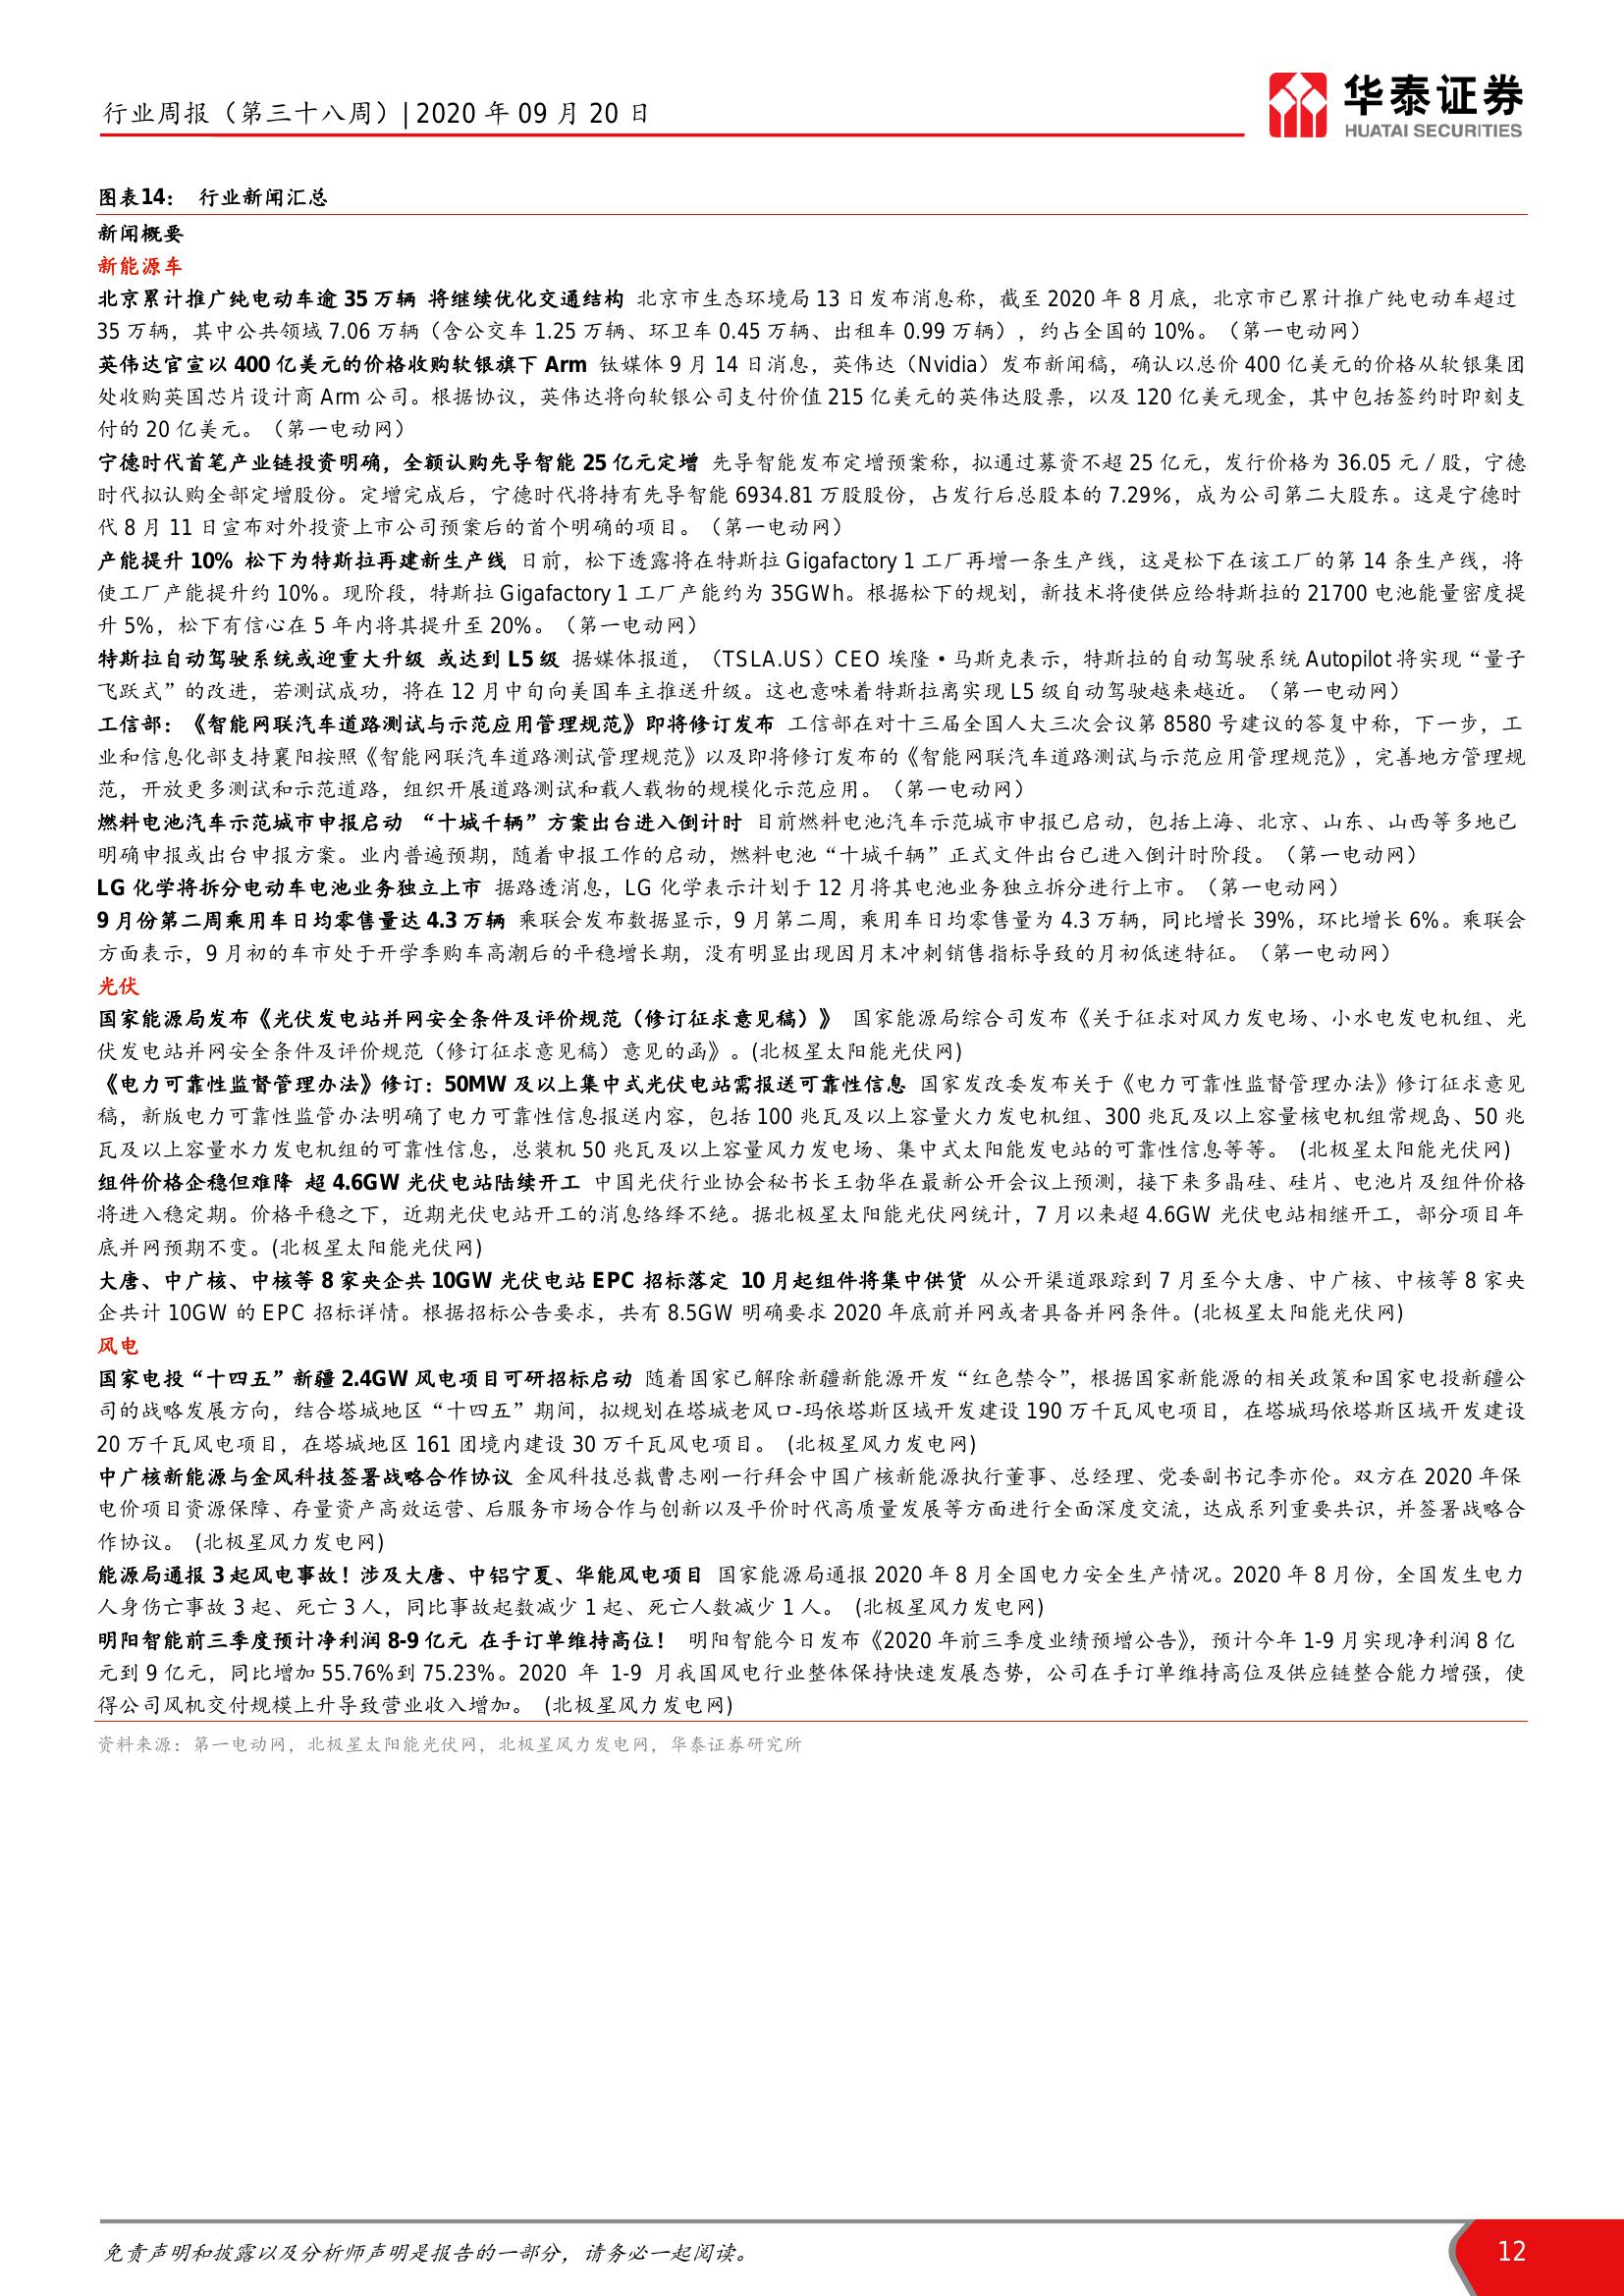 行业周报（第三十八周）| 2020 年 09 月 20 日
华泰证券
HUATAI SECURITIES
图表14： 行业新闻汇总
新闻概要
新能源车
北京累计推广纯电动车逾 35 万辆 将继续优化交通结构 北京市生态环境局 13 日发布消息称，截至 2020 年 8 月底，北京市已累计推广纯电动车超过
35 万辆，其中公共领域 7.06 万辆（含公交车 1.25 万辆、环卫车 0.45 万辆、出租车 0.99 万辆），约占全国的 10%。（第一电动网）
英伟达官宣以 400 亿美元的价格收购软银旗下 Arm 钛媒体 9 月 14 日消息，英伟达（Nvidia）发布新闻稿，确认以总价 400 亿美元的价格从软银集团
处收购英国芯片设计商 Arm 公司。根据协议，英伟达将向软银公司支付价值 215 亿美元的英伟达股票，以及 120 亿美元现金，其中包括签约时即刻支
付的 20 亿美元。（第一电动网）
宁德时代首笔产业链投资明确，全额认购先导智能 25 亿元定增 先导智能发布定增预案称，拟通过募资不超 25 亿元，发行价格为 36.05 元 / 股，宁德
时代拟认购全部定增股份。定增完成后，宁德时代将持有先导智能 6934.81 万股股份，占发行后总股本的 7.29%，成为公司第二大股东。这是宁德时
代 8 月 11 日宣布对外投资上市公司预案后的首个明确的项目。（第一电动网）
产能提升 10% 松下为特斯拉再建新生产线 日前，松下透露将在特斯拉 Gigafactory 1 工厂再增一条生产线，这是松下在该工厂的第 14 条生产线，将
使工厂产能提升约 10%。现阶段，特斯拉 Gigafactory 1 工厂产能约为 35GWh。根据松下的规划，新技术将使供应给特斯拉的 21700 电池能量密度提
升 5%，松下有信心在 5 年内将其提升至 20%。（第一电动网）
特斯拉自动驾驶系统或迎重大升级 或达到 L5 级 据媒体报道，（TSLA.US）CEO 埃隆·马斯克表示，特斯拉的自动驾驶系统 Autopilot 将实现“量子
飞跃式”的改进，若测试成功，将在 12 月中旬向美国车主推送升级。这也意味着特斯拉离实现 L5 级自动驾驶越来越近。（第一电动网）
工信部：《智能网联汽车道路测试与示范应用管理规范》即将修订发布 工信部在对十三届全国人大三次会议第 8580 号建议的答复中称，下一步，工
业和信息化部支持襄阳按照《智能网联汽车道路测试管理规范》以及即将修订发布的《智能网联汽车道路测试与示范应用管理规范》，完善地方管理规
范，开放更多测试和示范道路，组织开展道路测试和载人载物的规模化示范应用。（第一电动网）
燃料电池汽车示范城市申报启动 “十城千辆”方案出台进入倒计时 目前燃料电池汽车示范城市申报已启动，包括上海、北京、山东、山西等多地已
明确申报或出台申报方案。业内普遍预期，随着申报工作的启动，燃料电池“十城千辆”正式文件出台已进入倒计时阶段。（第一电动网）
LG 化学将拆分电动车电池业务独立上市 据路透消息，LG 化学表示计划于 12 月将其电池业务独立拆分进行上市。（第一电动网）
9 月份第二周乘用车日均零售量达 4.3 万辆 乘联会发布数据显示，9 月第二周，乘用车日均零售量为 4.3 万辆，同比增长 39%，环比增长 6%。乘联会
方面表示，9 月初的车市处于开学季购车高潮后的平稳增长期，没有明显出现因月末冲刺销售指标导致的月初低迷特征。（第一电动网）
光伏
国家能源局发布《光伏发电站并网安全条件及评价规范（修订征求意见稿）》 国家能源局综合司发布《关于征求对风力发电场、小水电发电机组、光
伏发电站并网安全条件及评价规范（修订征求意见稿）意见的函》。(北极星太阳能光伏网)
《电力可靠性监督管理办法》修订：50MW 及以上集中式光伏电站需报送可靠性信息 国家发改委发布关于《电力可靠性监督管理办法》修订征求意见
稿，新版电力可靠性监管办法明确了电力可靠性信息报送内容，包括 100 兆瓦及以上容量火力发电机组、300 兆瓦及以上容量核电机组常规岛、50 兆
瓦及以上容量水力发电机组的可靠性信息，总装机 50 兆瓦及以上容量风力发电场、集中式太阳能发电站的可靠性信息等等。 (北极星太阳能光伏网)
组件价格企稳但难降 超 4.6GW 光伏电站陆续开工 中国光伏行业协会秘书长王勃华在最新公开会议上预测，接下来多晶硅、硅片、电池片及组件价格
将进入稳定期。价格平稳之下，近期光伏电站开工的消息络绎不绝。据北极星太阳能光伏网统计，7 月以来超 4.6GW 光伏电站相继开工，部分项目年
底并网预期不变。(北极星太阳能光伏网)
大唐、中广核、中核等 8 家央企共 10GW 光伏电站 EPC 招标落定 10 月起组件将集中供货 从公开渠道跟踪到 7 月至今大唐、中广核、中核等 8 家央
企共计 10GW 的 EPC 招标详情。根据招标公告要求，共有 8.5GW 明确要求 2020 年底前并网或者具备并网条件。(北极星太阳能光伏网)
风电
国家电投“十四五”新疆 2.4GW 风电项目可研招标启动 随着国家已解除新疆新能源开发“红色禁令”，根据国家新能源的相关政策和国家电投新疆公
司的战略发展方向，结合塔城地区“十四五”期间，拟规划在塔城老风口-玛依塔斯区域开发建设 190 万千瓦风电项目，在塔城玛依塔斯区域开发建设
20 万千瓦风电项目，在塔城地区 161 团境内建设 30 万千瓦风电项目。 (北极星风力发电网)
中广核新能源与金风科技签署战略合作协议 金风科技总裁曹志刚一行拜会中国广核新能源执行董事、总经理、党委副书记李亦伦。双方在 2020 年保
电价项目资源保障、存量资产高效运营、后服务市场合作与创新以及平价时代高质量发展等方面进行全面深度交流，达成系列重要共识，并签署战略合
作协议。 (北极星风力发电网)
能源局通报 3 起风电事故！涉及大唐、中铝宁夏、华能风电项目 国家能源局通报 2020 年 8 月全国电力安全生产情况。2020 年 8 月份，全国发生电力
人身伤亡事故 3 起、死亡 3 人，同比事故起数减少 1 起、死亡人数减少 1 人。 (北极星风力发电网)
明阳智能前三季度预计净利润 8-9 亿元 在手订单维持高位！ 明阳智能今日发布《2020 年前三季度业绩预增公告》，预计今年 1-9 月实现净利润 8 亿
元到 9 亿元，同比增加 55.76%到 75.23%。2020 年 1-9 月我国风电行业整体保持快速发展态势，公司在手订单维持高位及供应链整合能力增强，使
得公司风机交付规模上升导致营业收入增加。 (北极星风力发电网)
资料来源：第一电动网，北极星太阳能光伏网，北极星风力发电网，华泰证券研究所
免责声明和披露以及分析师声明是报告的一部分，请务必一起阅读。
12